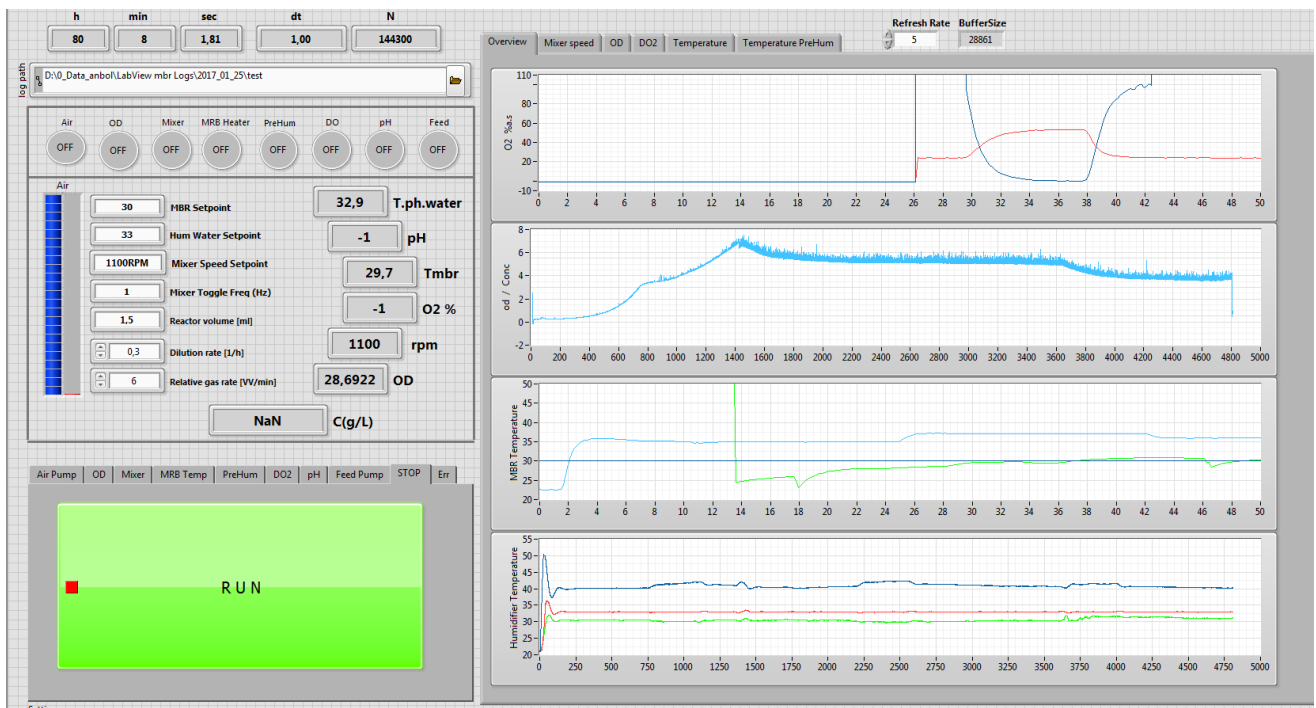 h min sec dt N
80 8 1,81 1,00 144300
log path
D:\0_Data_anbol\LabView mbr Logs\2017_01_25\test
Air OD Mixer MRB Heater PreHum DO pH Feed
OFF OFF OFF OFF OFF OFF OFF OFF
Air
30 MBR Setpoint
33 Hum Water Setpoint
1100RPM Mixer Speed Setpoint
1 Mixer Toggle Freq (Hz)
1,5 Reactor volume [ml]
0,3 Dilution rate [1/h]
6 Relative gas rate [VV/min]
32,9 T.ph.water
-1 pH
29,7 Tmbr
-1 O2 %
1100 rpm
28,6922 OD
NaN C(g/L)
Air Pump OD Mixer MRB Temp PreHum DO2 pH Feed Pump STOP Err
RUN
Refresh Rate BufferSize
5 28861
Overview Mixer speed OD DO2 Temperature Temperature PreHum
O2 %a.s
110
80
60
40
20
-10
0 2 4 6 8 10 12 14 16 18 20 22 24 26 28 30 32 34 36 38 40 42 44 46 48 50
od / Conc
8
6
4
2
0
-2
0 200 400 600 800 1000 1200 1400 1600 1800 2000 2200 2400 2600 2800 3000 3200 3400 3600 3800 4000 4200 4400 4600 4800 5000
MBR Temperature
50
45
40
35
30
25
20
0 2 4 6 8 10 12 14 16 18 20 22 24 26 28 30 32 34 36 38 40 42 44 46 48 50
Humidifier Temperature
55
50
45
40
35
30
25
20
0 250 500 750 1000 1250 1500 1750 2000 2250 2500 2750 3000 3250 3500 3750 4000 4250 4500 4750 5000